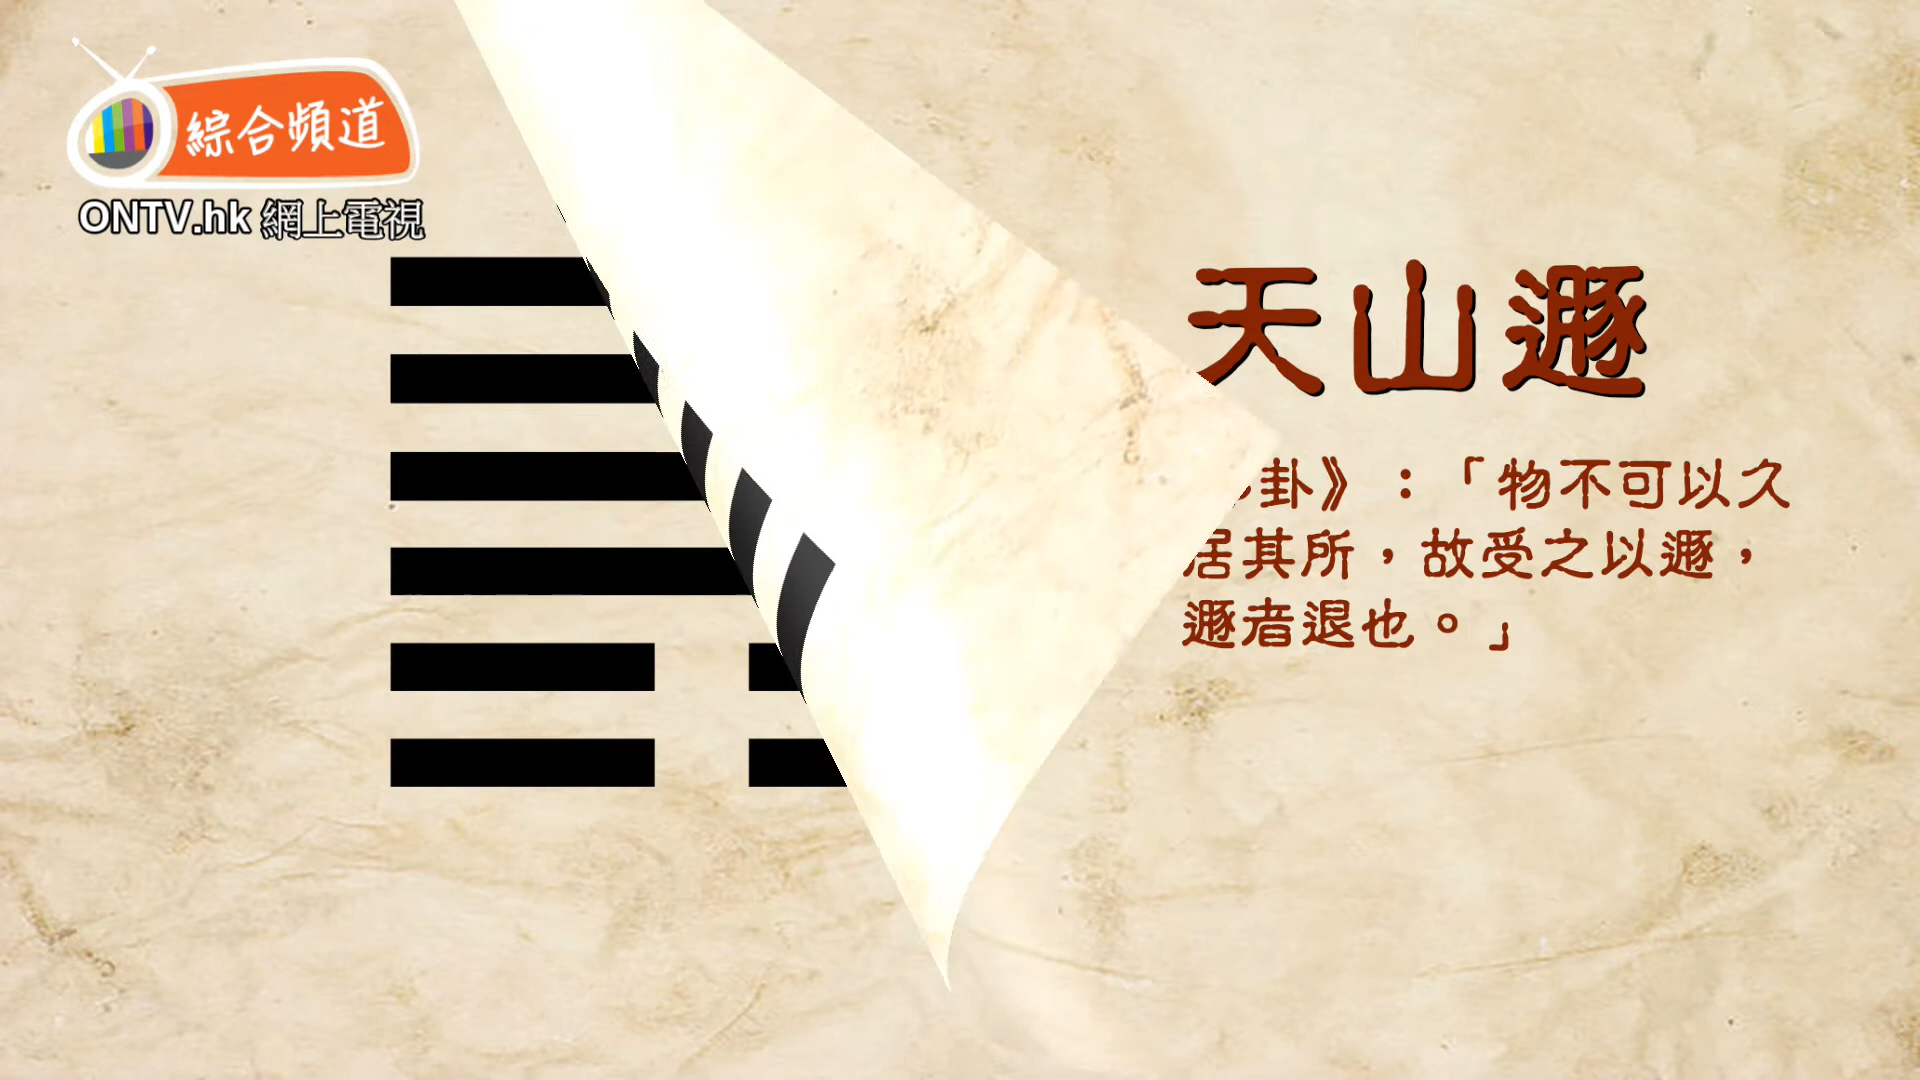 綜合頻道
ONTV.hk 網上電視
天山遯
卦》：「物不可以久
居其所，故受之以遯，
遯者退也。」